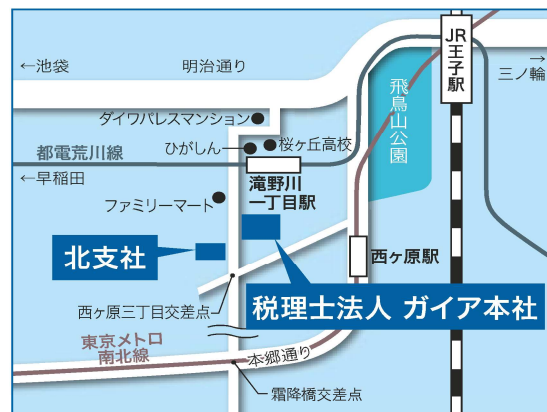 JR
王子駅
←池袋
明治通り
→
三ノ輪
飛鳥山公園
ダイワパレスマンション
ひがしん
桜ヶ丘高校
都電荒川線
←早稲田
滝野川
一丁目駅
ファミリーマート
北支社
西ヶ原駅
税理士法人 ガイア本社
西ヶ原三丁目交差点
東京メトロ
南北線
本郷通り
霜降橋交差点